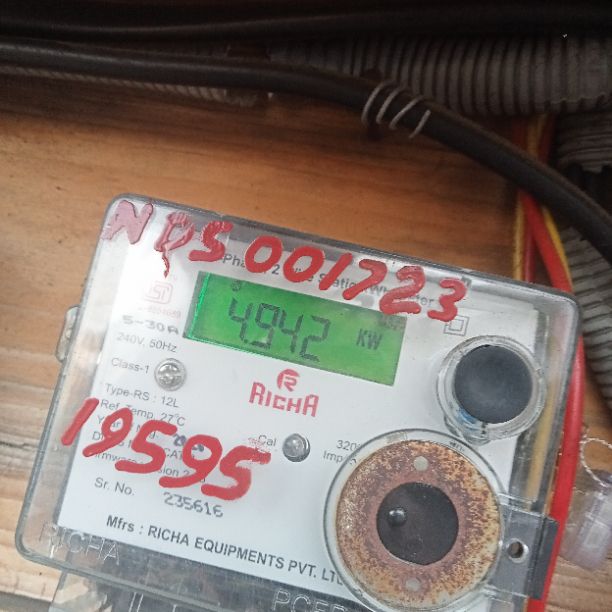 NDS 001723
4.942 KW
5-30A
240V, 50Hz
Class-1
RICHA
Type-RS : 12L
Ref. Temp. 27°C
Cal
19595
Sr. No. 235616
Mfrs : RICHA EQUIPMENTS PVT. LTD
RICHA